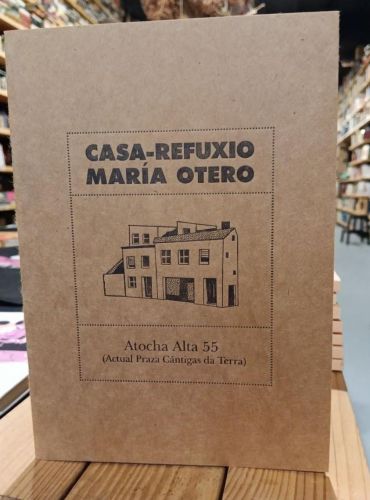 CASA-REFUXIO
MARÍA OTERO
Atocha Alta 55
(Actual Praza Cántigas da Terra)